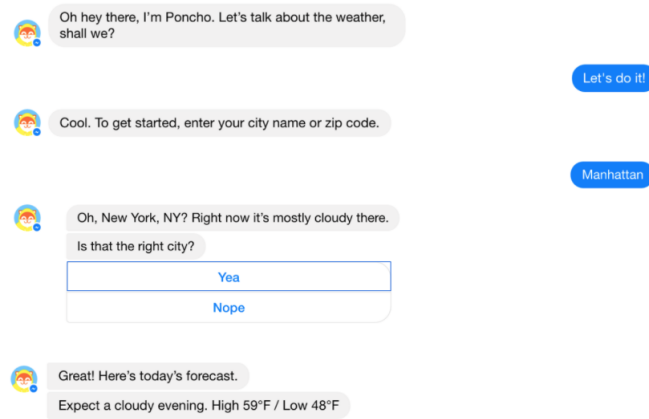 Oh hey there, I'm Poncho. Let's talk about the weather,
shall we?
Let's do it!
Cool. To get started, enter your city name or zip code.
Manhattan
Oh, New York, NY? Right now it's mostly cloudy there.
Is that the right city?
Yea
Nope
Great! Here's today's forecast.
Expect a cloudy evening. High 59°F / Low 48°F